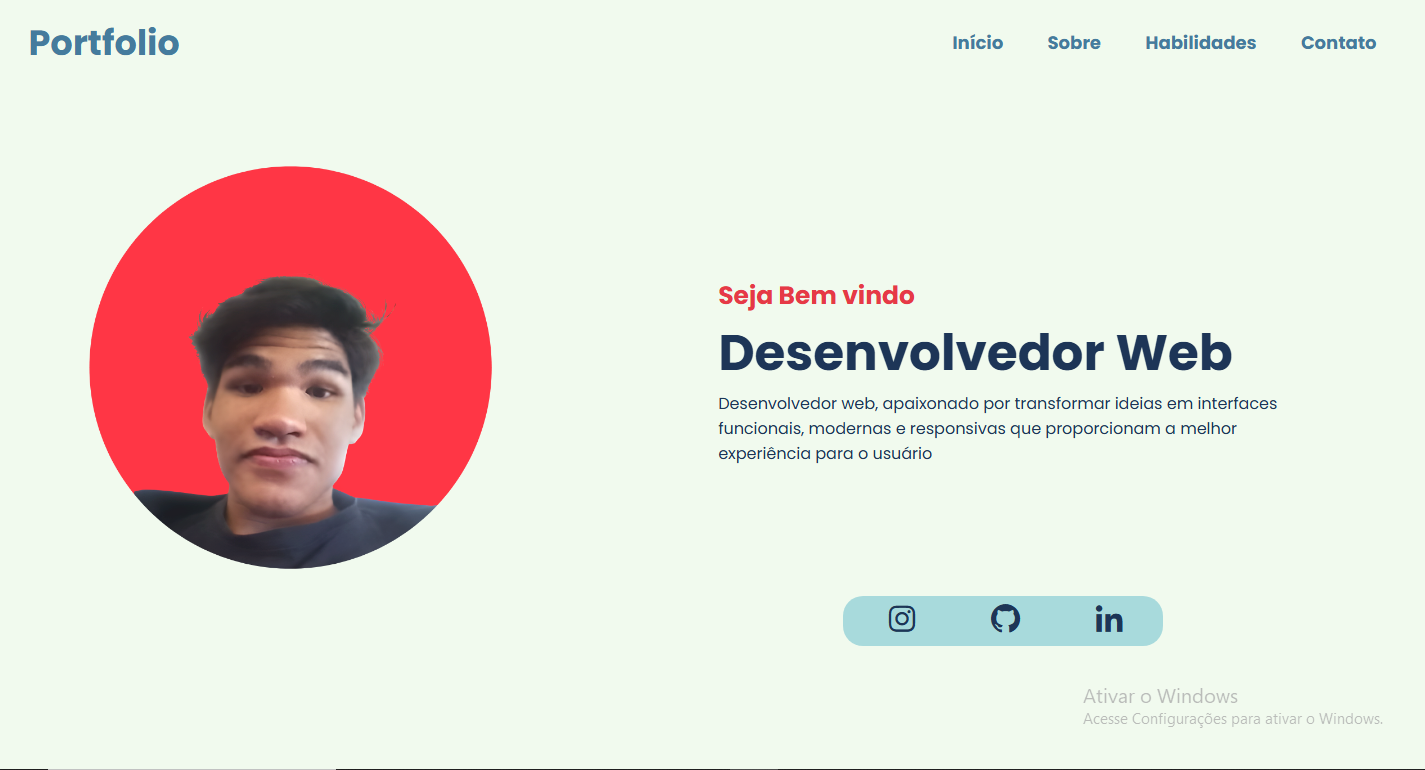 Portfolio
Início
Sobre
Habilidades
Contato
Seja Bem vindo
Desenvolvedor Web
Desenvolvedor web, apaixonado por transformar ideias em interfaces
funcionais, modernas e responsivas que proporcionam a melhor
experiência para o usuário
in
Ativar o Windows
Acesse Configurações para ativar o Windows.